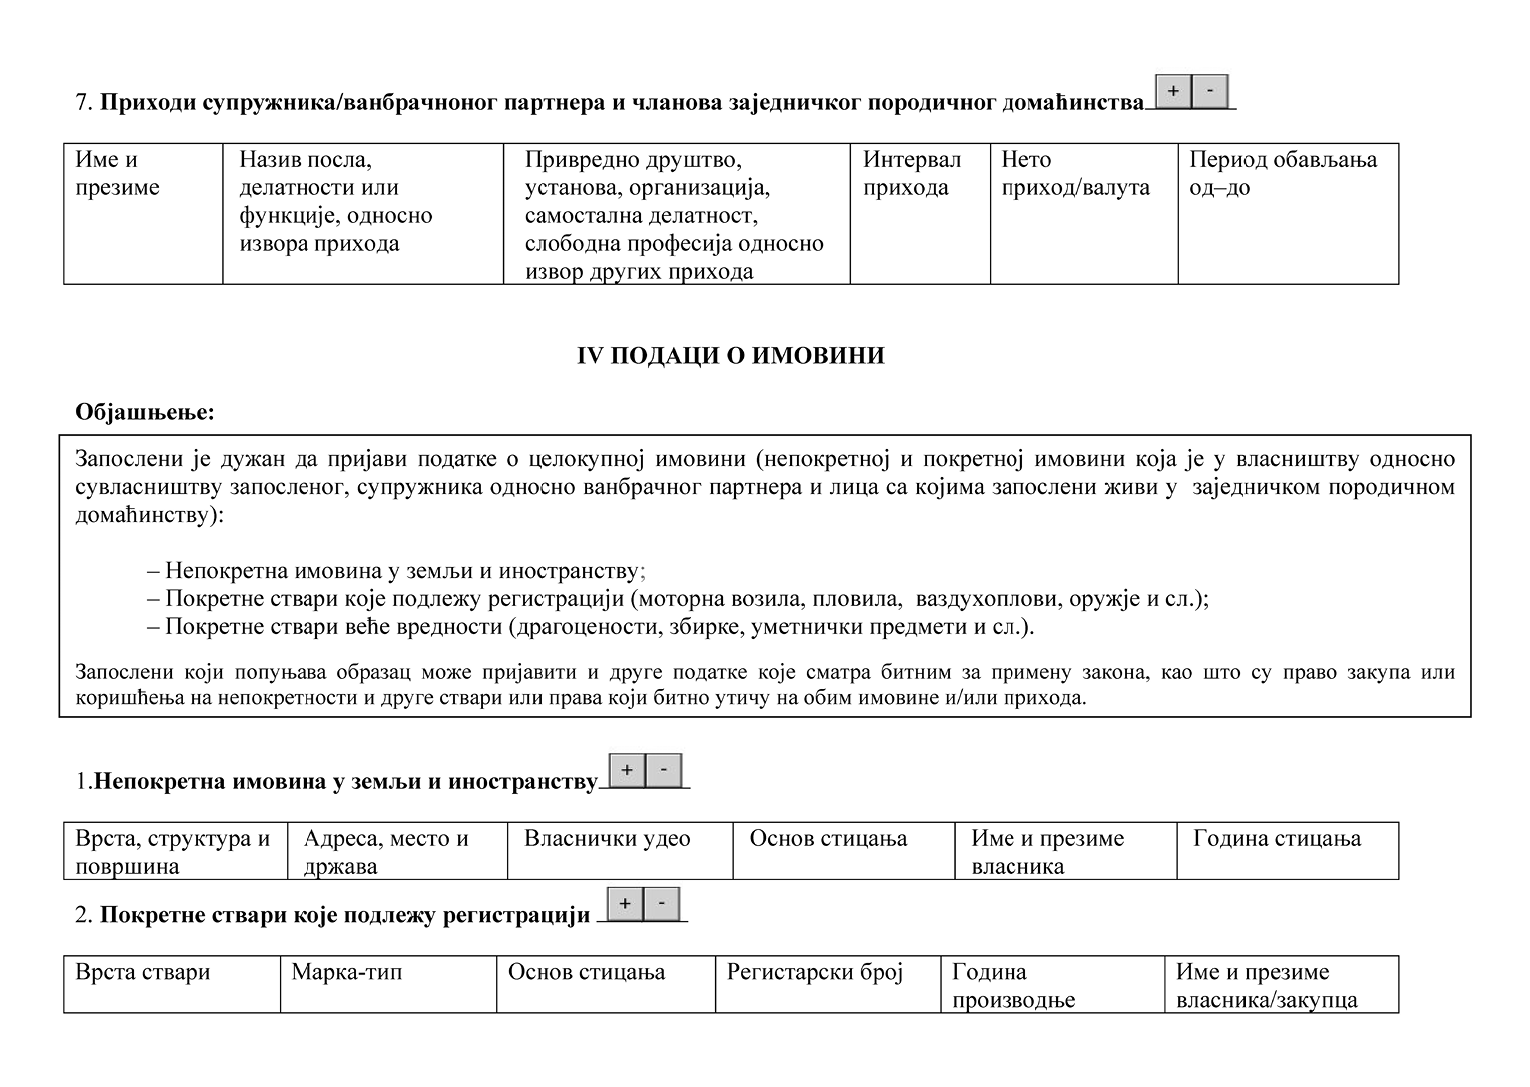 7. Приходи супружника/ванбрачноног партнера и чланова заједничког породичног домаћинства + -
Име и
презиме
Назив посла,
делатности или
функције, односно
извора прихода
Привредно друштво,
установа, организација,
самостална делатност,
слободна професија односно
извор других прихода
Интервал
прихода
Нето
приход/валута
Период обављања
од–до
IV ПОДАЦИ О ИМОВИНИ
Објашњење:
Запослени је дужан да пријави податке о целокупној имовини (непокретној и покретној имовини која је у власништву односно
сувласништву запосленог, супружника односно ванбрачног партнера и лица са којима запослени живи у заједничком породичном
домаћинству):
– Непокретна имовина у земљи и иностранству;
– Покретне ствари које подлежу регистрацији (моторна возила, пловила, ваздухоплови, оружје и сл.);
– Покретне ствари веће вредности (драгоцености, збирке, уметнички предмети и сл.).
Запослени који попуњава образац може пријавити и друге податке које сматра битним за примену закона, као што су право закупа или
коришћења на непокретности и друге ствари или права који битно утичу на обим имовине и/или прихода.
1.Непокретна имовина у земљи и иностранству + -
Врста, структура и
површина
Адреса, место и
држава
Власнички удео
Основ стицања
Име и презиме
власника
Година стицања
2. Покретне ствари које подлежу регистрацији + -
Врста ствари
Марка-тип
Основ стицања
Регистарски број
Година
производње
Име и презиме
власника/закупца